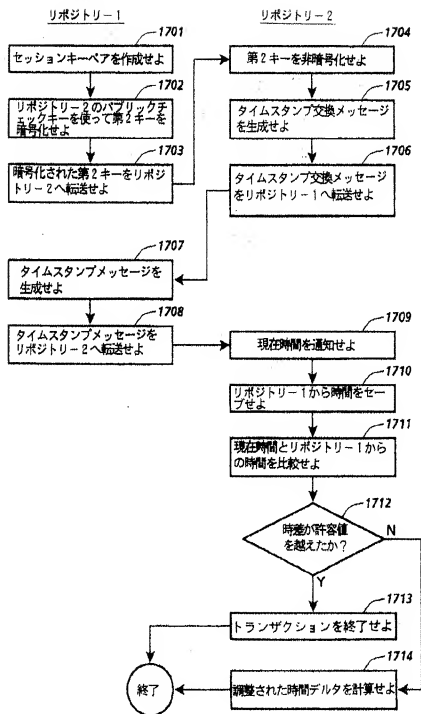 リポジトリー1
リポジトリー2
1701
セッションキーペアを作成せよ
1702
リポジトリー2のパブリック
チェックキーを使って第2キーを
暗号化せよ
1703
暗号化された第2キーをリポジ
トリー2へ転送せよ
1704
第2キーを非暗号化せよ
1705
タイムスタンプ交換メッセージ
を生成せよ
1706
タイムスタンプ交換メッセージ
をリポジトリー1へ転送せよ
1707
タイムスタンプメッセージを
生成せよ
1708
タイムスタンプメッセージを
リポジトリー2へ転送せよ
1709
現在時間を通知せよ
1710
リポジトリー1から時間をセー
ブせよ
1711
現在時間とリポジトリー1から
の時間を比較せよ
1712
時差が許容値
を越えたか？
N
Y
1713
トランザクションを終了せよ
1714
終了
調整された時間デルタを計算せよ